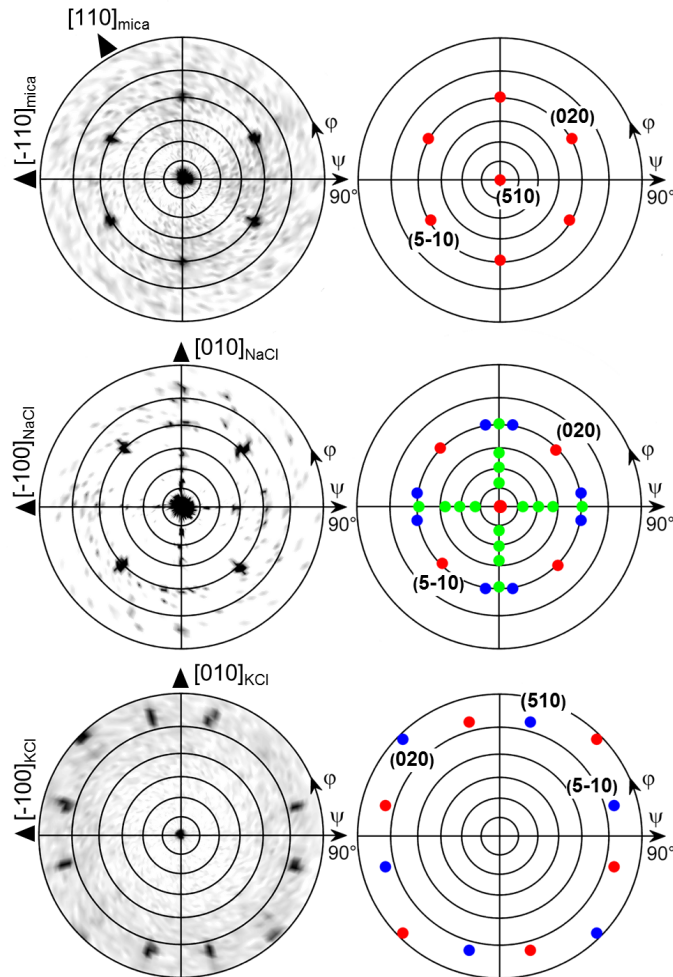 [110]mica
[-110]mica
φ
ψ
90°
(020)
(510)
(5-10)
φ
ψ
90°
[010]NaCl
[-100]NaCl
φ
ψ
90°
(020)
(5-10)
φ
ψ
90°
[010]KCl
[-100]KCl
φ
ψ
90°
(510)
(020)
(5-10)
φ
ψ
90°